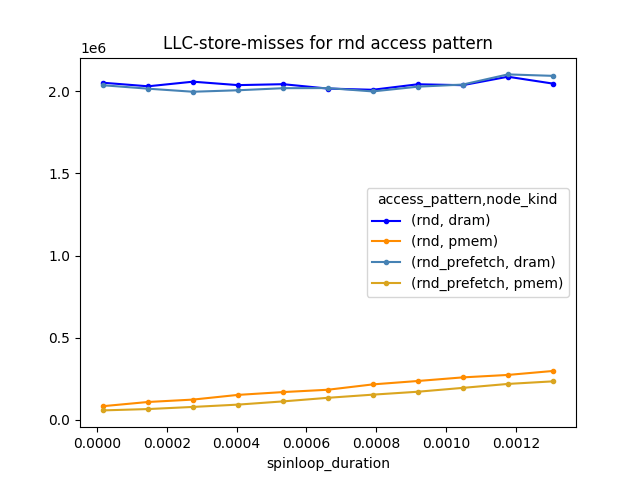 LLC-store-misses for rnd access pattern
1e6
2.0
1.5
1.0
0.5
0.0
access_pattern,node_kind
(rnd, dram)
(rnd, pmem)
(rnd_prefetch, dram)
(rnd_prefetch, pmem)
0.0000 0.0002 0.0004 0.0006 0.0008 0.0010 0.0012
spinloop_duration